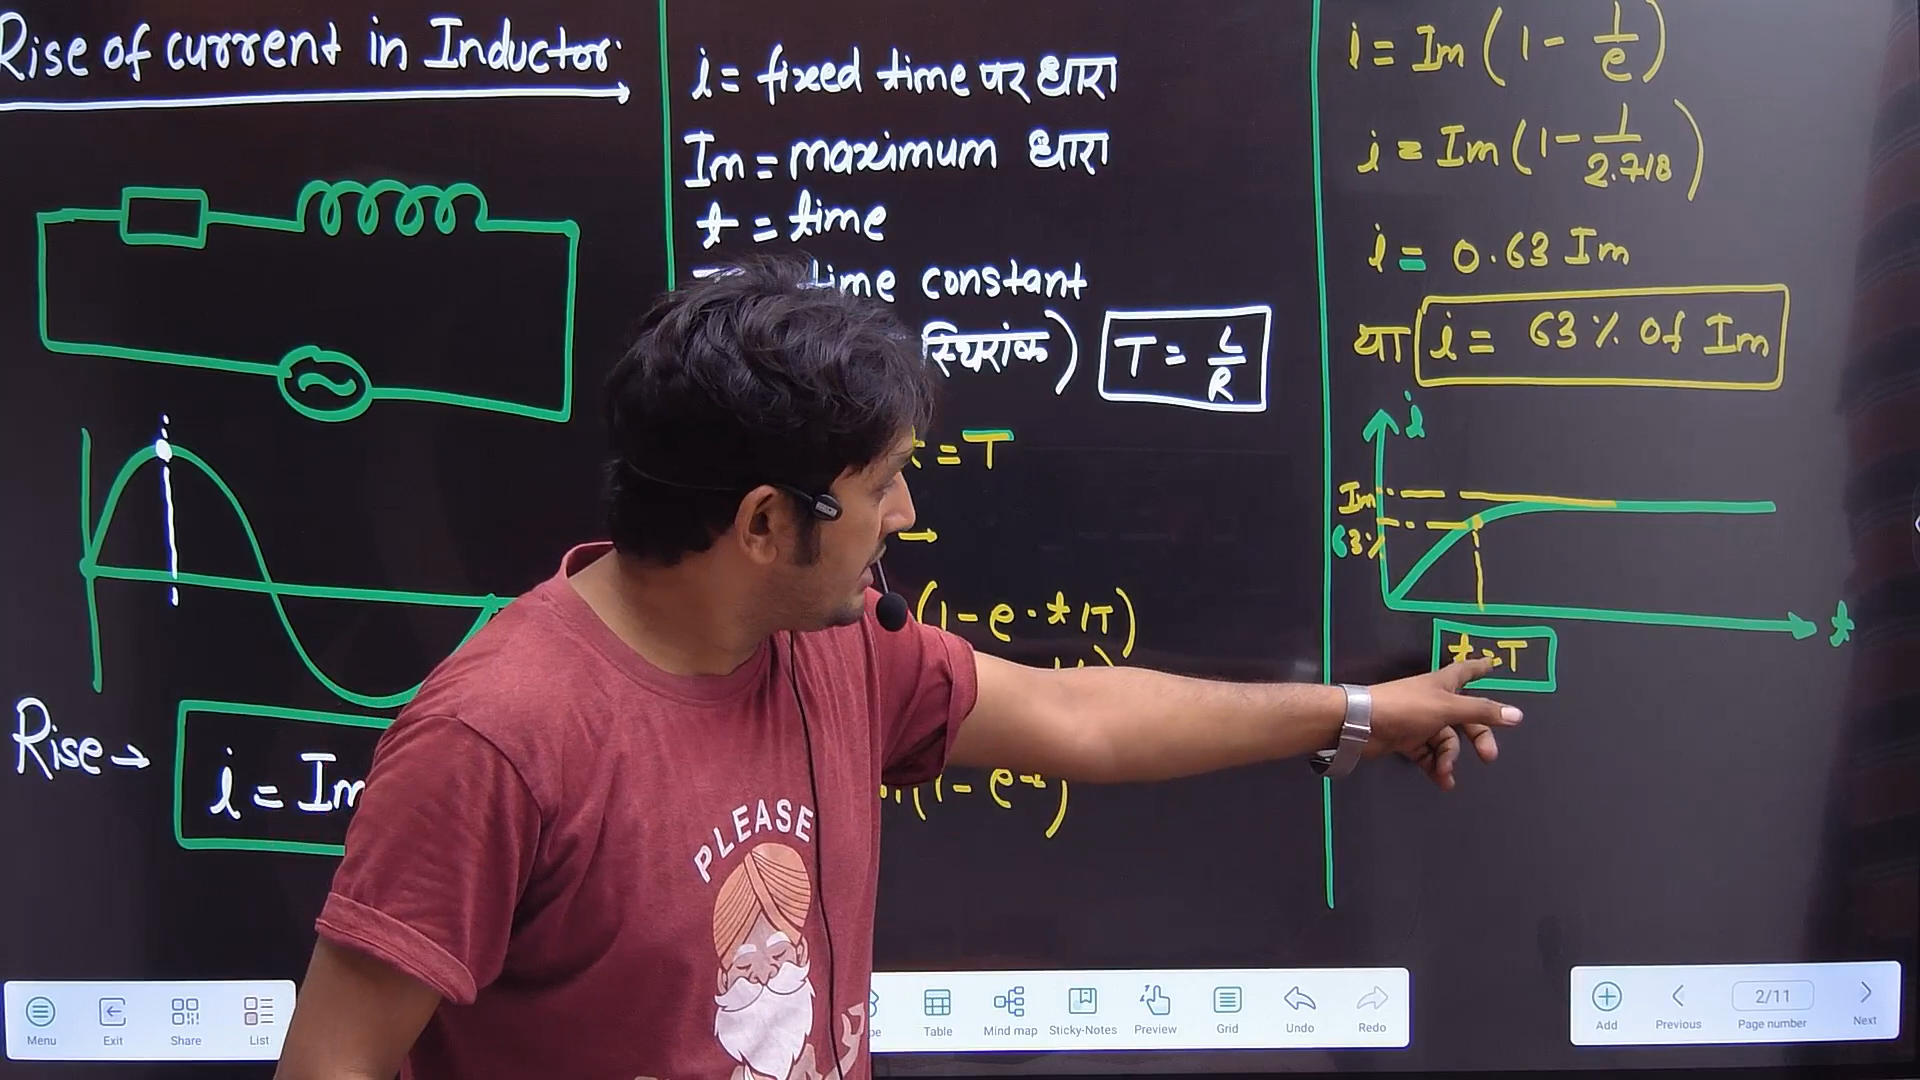 Rise of current in Inductor
i
Rise →
i = Im
i = fixed time पर धारा
Im = maximum धारा
t = time
time constant
स्थिरांक) T = L/R
t = T
→
(1 - e - t/T)
(1 - e -
i = Im (1 - 1/e)
i = Im (1 - 1/2.718)
i = 0.63 Im
या i = 63 % of Im
i
Im
63%
t
t = T
PLEASE
Menu
Exit
Share
List
Table
Mind map
Sticky-Notes
Preview
Grid
Undo
Redo
Add
Previous
2/11
Page number
Next